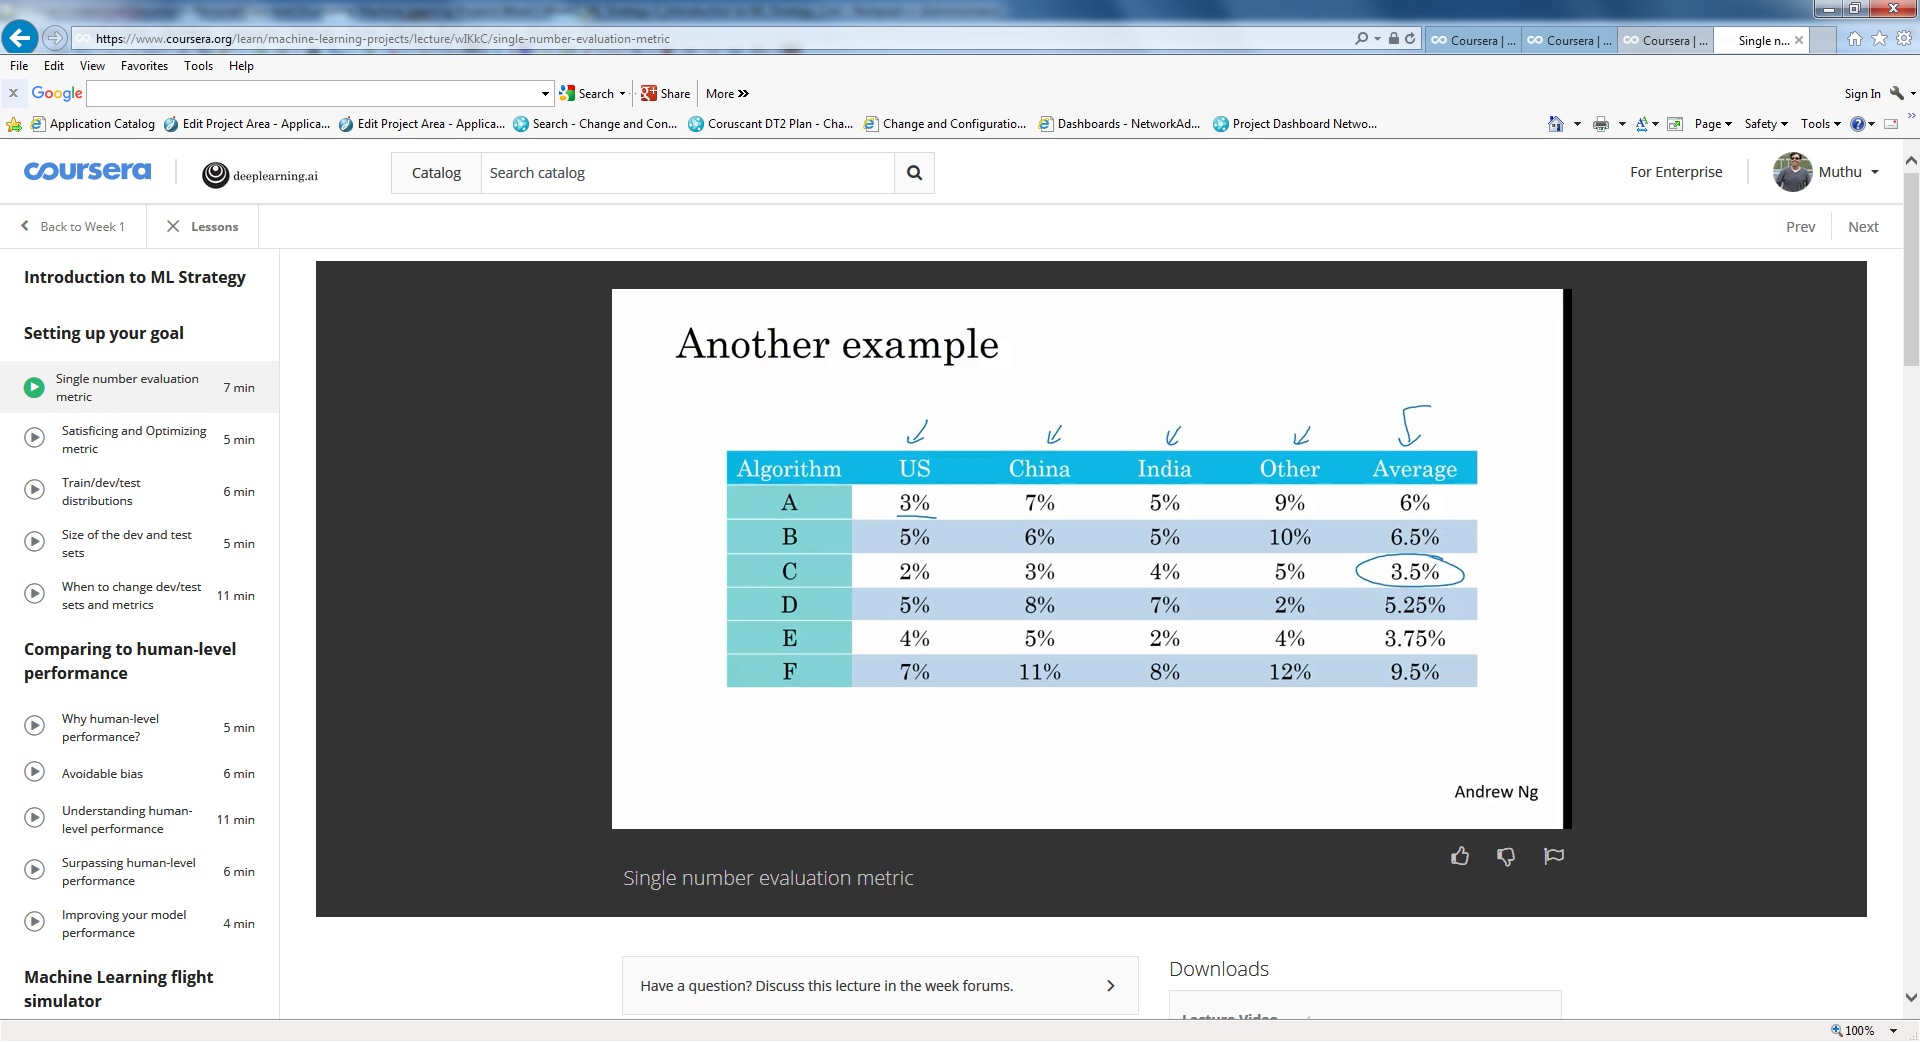 https://www.coursera.org/learn/machine-learning-projects/lecture/wIKkC/single-number-evaluation-metric
Coursera | ...
Coursera | ...
Coursera | ...
Single n...
File Edit View Favorites Tools Help
x Google Search Share More Sign In
Application Catalog Edit Project Area - Applica... Edit Project Area - Applica... Search - Change and Con... Coruscant DT2 Plan - Cha... Change and Configuratio... Dashboards - NetworkAd... Project Dashboard Netwo... Page Safety Tools
coursera deeplearning.ai Catalog Search catalog For Enterprise Muthu
Back to Week 1 Lessons Prev Next
Introduction to ML Strategy
Setting up your goal
Single number evaluation
metric
7 min
Satisficing and Optimizing
metric
5 min
Train/dev/test
distributions
6 min
Size of the dev and test
sets
5 min
When to change dev/test
sets and metrics
11 min
Comparing to human-level
performance
Why human-level
performance?
5 min
Avoidable bias 6 min
Understanding human-
level performance
11 min
Surpassing human-level
performance
6 min
Improving your model
performance
4 min
Machine Learning flight
simulator
Another example
Algorithm US China India Other Average
A 3% 7% 5% 9% 6%
B 5% 6% 5% 10% 6.5%
C 2% 3% 4% 5% 3.5%
D 5% 8% 7% 2% 5.25%
E 4% 5% 2% 4% 3.75%
F 7% 11% 8% 12% 9.5%
Andrew Ng
Single number evaluation metric
Have a question? Discuss this lecture in the week forums.
Downloads
Lecture Video
100%